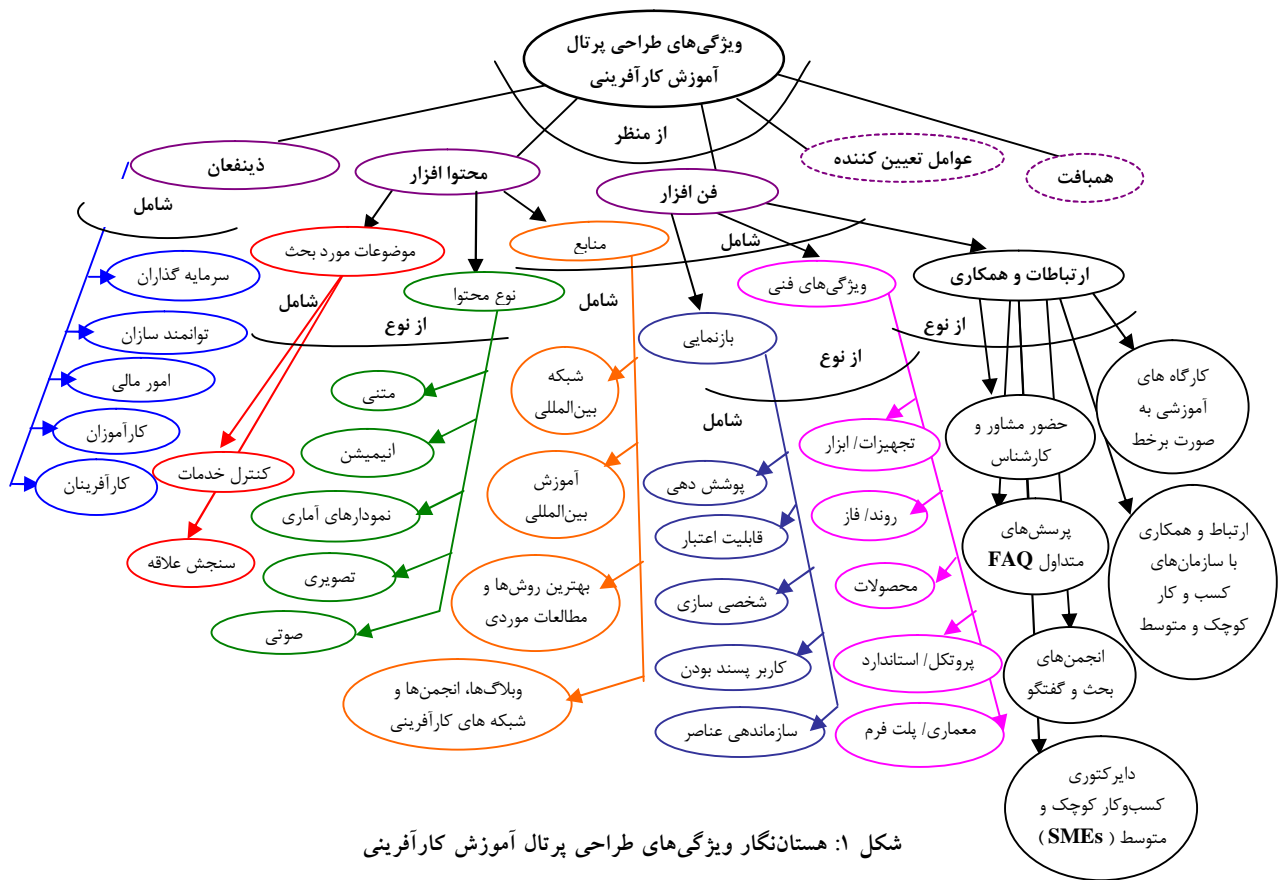 ویژگی‌های طراحی پرتال
آموزش کارآفرینی
از منظر
ذینفعان
محتوا افزار
فن افزار
عوامل تعیین کننده
همبافت
شامل
سرمایه گذاران
توانمند سازان
امور مالی
کارآموزان
کارآفرینان
موضوعات مورد بحث
شامل
کنترل خدمات
سنجش علاقه
نوع محتوا
از نوع
متنی
انیمیشن
نمودارهای آماری
تصویری
صوتی
منابع
شامل
شبکه
بین‌المللی
آموزش
بین‌المللی
بهترین روش‌ها و
مطالعات موردی
وبلاگ‌ها، انجمن‌ها و
شبکه های کارآفرینی
شامل
بازنمایی
شامل
پوشش دهی
قابلیت اعتبار
شخصی سازی
کاربر پسند بودن
سازماندهی عناصر
ویژگی‌های فنی
از نوع
تجهیزات/ ابزار
روند/ فاز
محصولات
پروتکل/ استاندارد
معماری/ پلت فرم
ارتباطات و همکاری
از نوع
کارگاه های
آموزشی به
صورت برخط
حضور مشاور و
کارشناس
ارتباط و همکاری
با سازمان‌های
کسب و کار
کوچک و متوسط
پرسش‌های
متداول FAQ
انجمن‌های
بحث و گفتگو
دایرکتوری
کسب‌وکار کوچک و
متوسط ( SMEs )
شکل ۱: هستان‌نگار ویژگی‌های طراحی پرتال آموزش کارآفرینی